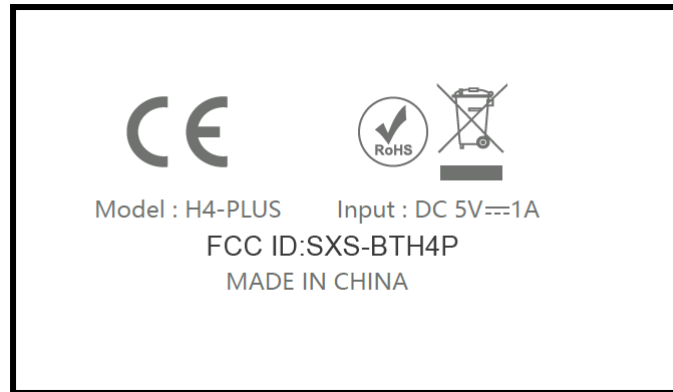 CE
RoHS
Model : H4-PLUS Input : DC 5V⎓1A
FCC ID:SXS-BTH4P
MADE IN CHINA